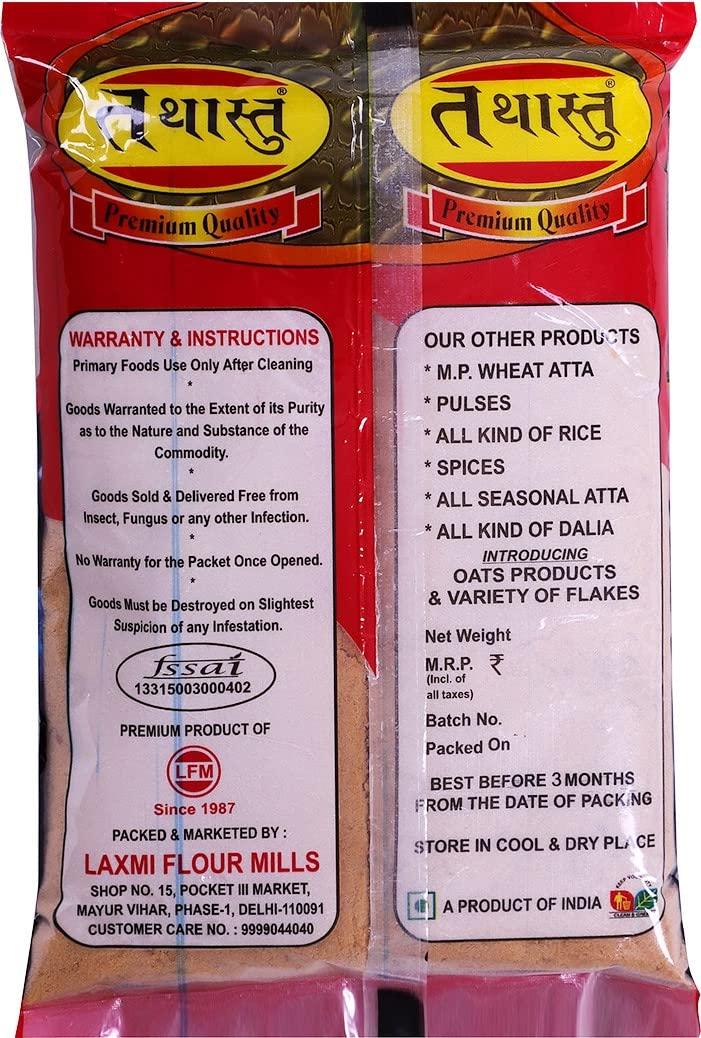 तथास्तु®
Premium Quality
WARRANTY & INSTRUCTIONS
Primary Foods Use Only After Cleaning
*
Goods Warranted to the Extent of its Purity
as to the Nature and Substance of the
Commodity.
*
Goods Sold & Delivered Free from
Insect, Fungus or any other Infection.
*
No Warranty for the Packet Once Opened.
*
Goods Must be Destroyed on Slightest
Suspicion of any Infestation.
fssai
13315003000402
PREMIUM PRODUCT OF
LFM
Since 1987
PACKED & MARKETED BY :
LAXMI FLOUR MILLS
SHOP NO. 15, POCKET III MARKET,
MAYUR VIHAR, PHASE-1, DELHI-110091
CUSTOMER CARE NO. : 9999044040
तथास्तु®
Premium Quality
OUR OTHER PRODUCTS
* M.P. WHEAT ATTA
* PULSES
* ALL KIND OF RICE
* SPICES
* ALL SEASONAL ATTA
* ALL KIND OF DALIA
INTRODUCING
OATS PRODUCTS
& VARIETY OF FLAKES
Net Weight
M.R.P. ₹
(Incl. of
all taxes)
Batch No.
Packed On
BEST BEFORE 3 MONTHS
FROM THE DATE OF PACKING
STORE IN COOL & DRY PLACE
A PRODUCT OF INDIA